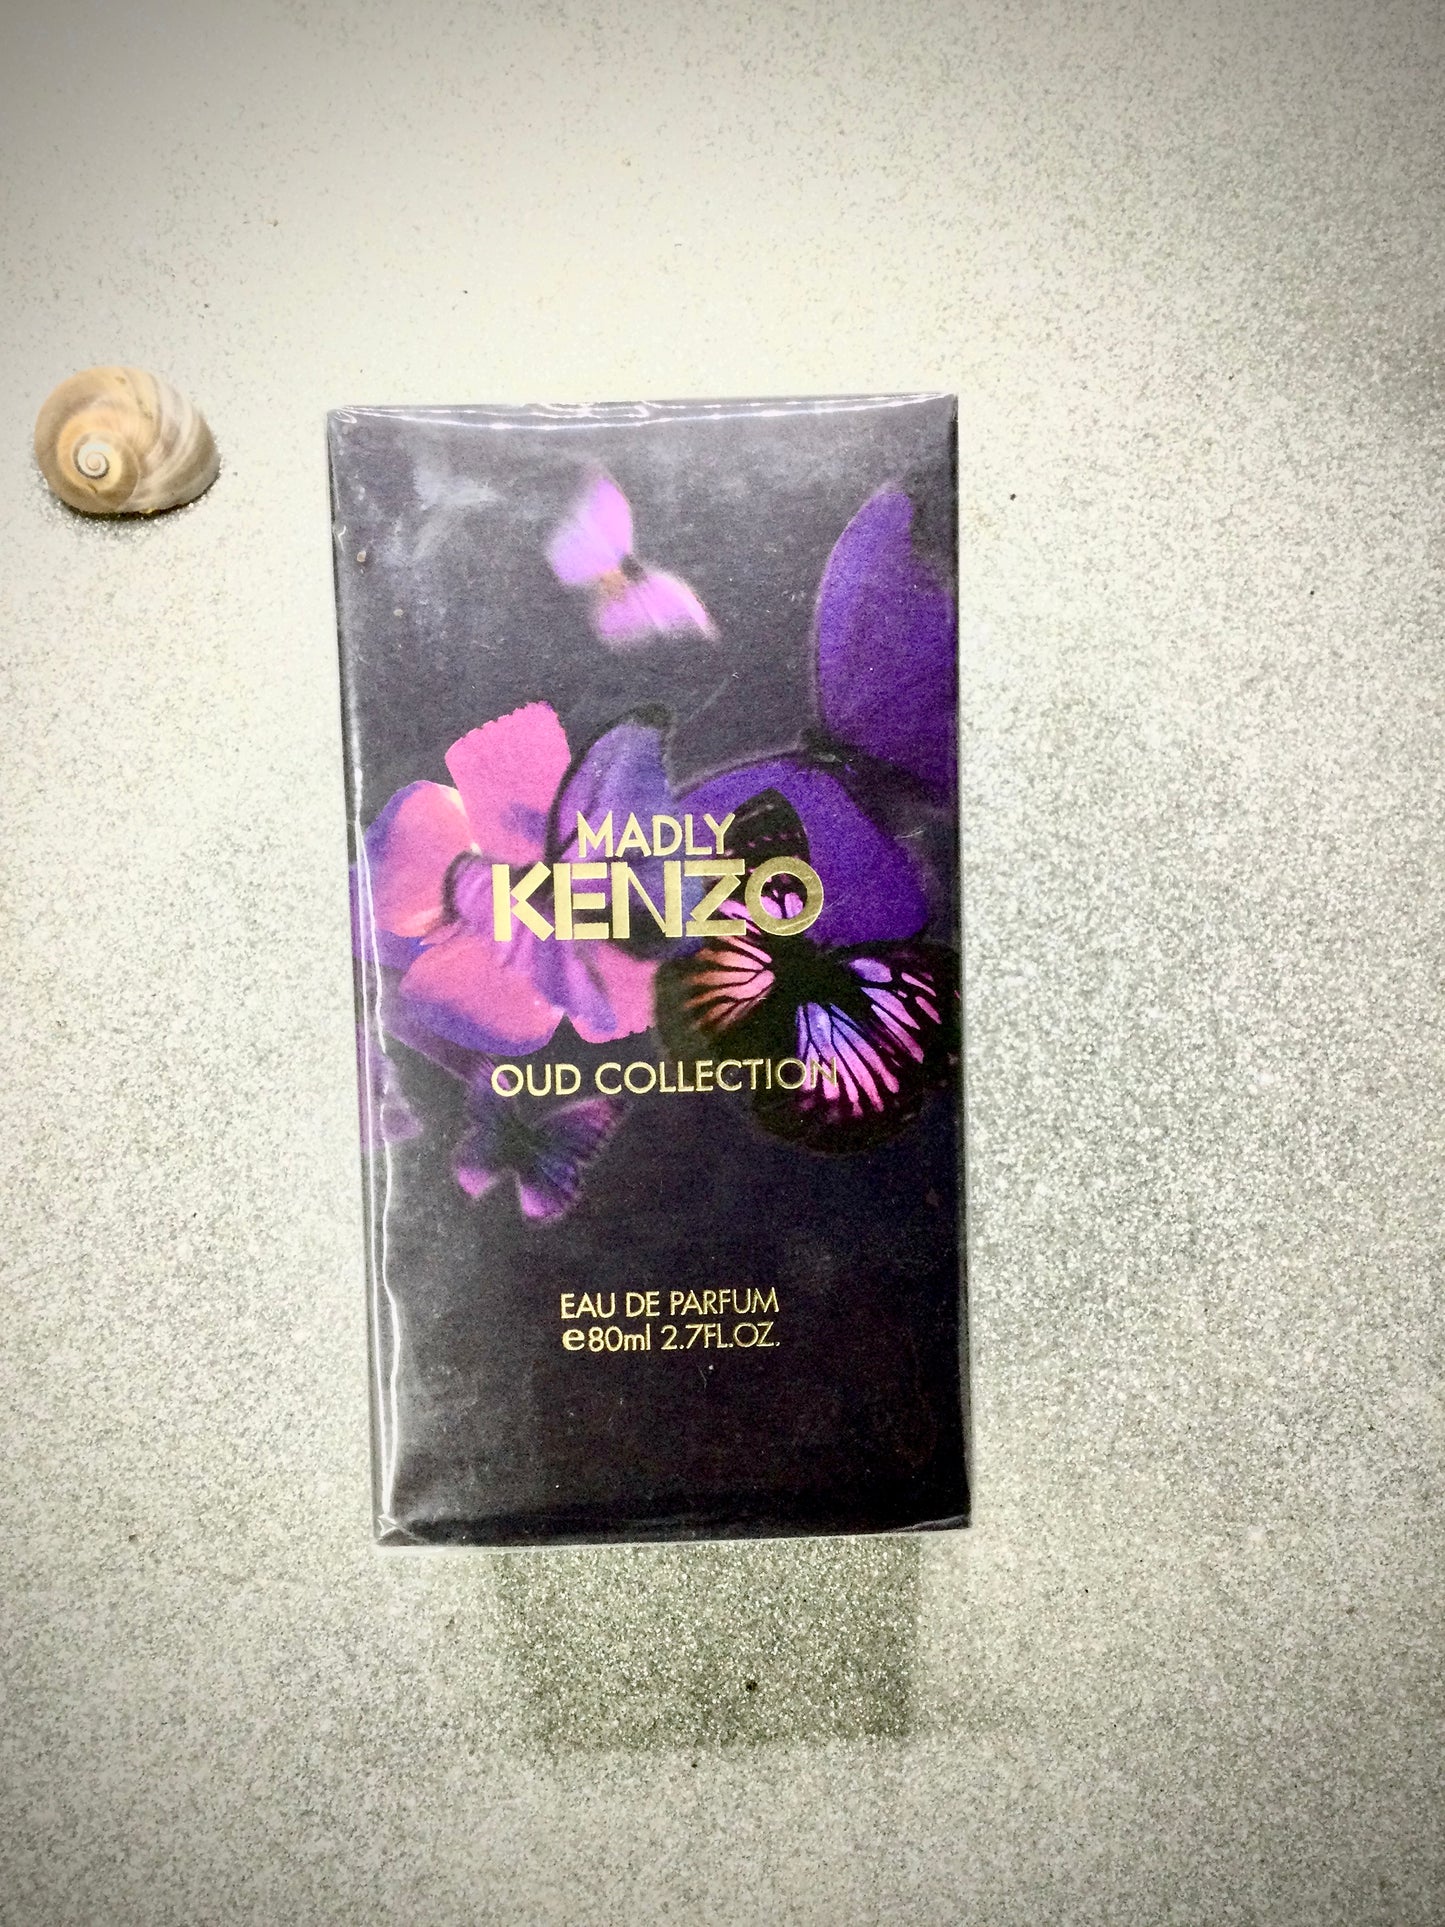 MADLY
KENZO
OUD COLLECTION
EAU DE PARFUM
℮80ml 2.7FL.OZ.